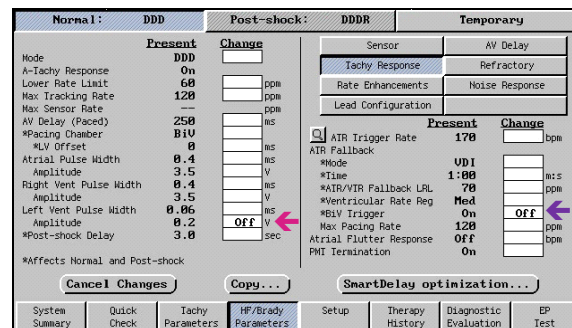 Normal: DDD
Post-shock: DDDR
Temporary
Present Change
Mode DDD
A-Tachy Response On
Lower Rate Limit 60 ppm
Max Tracking Rate 120 ppm
Max Sensor Rate -- ppm
AV Delay (Paced) 250 ms
*Pacing Chamber BiV
*LV Offset 0 ms
Atrial Pulse Width 0.4 ms
Amplitude 3.5 V
Right Vent Pulse Width 0.4 ms
Amplitude 3.5 V
Left Vent Pulse Width 0.06 ms
Amplitude 0.2 Off V
*Post-shock Delay 3.0 sec
*Affects Normal and Post-shock
Sensor AV Delay
Tachy Response Refractory
Rate Enhancements Noise Response
Lead Configuration
Present Change
AIR Trigger Rate 170 bpm
AIR Fallback
*Mode VDI
*Time 1:00 m:s
*AIR/VIR Fallback LRL 70 ppm
*Ventricular Rate Reg Med
*BiV Trigger On Off
Max Pacing Rate 120 ppm
Atrial Flutter Response Off bpm
PMT Termination On
Cancel Changes Copy... SmartDelay optimization...
System Summary
Quick Check
Tachy Parameters
HF/Brady Parameters
Setup
Therapy History
Diagnostic Evaluation
EP Test